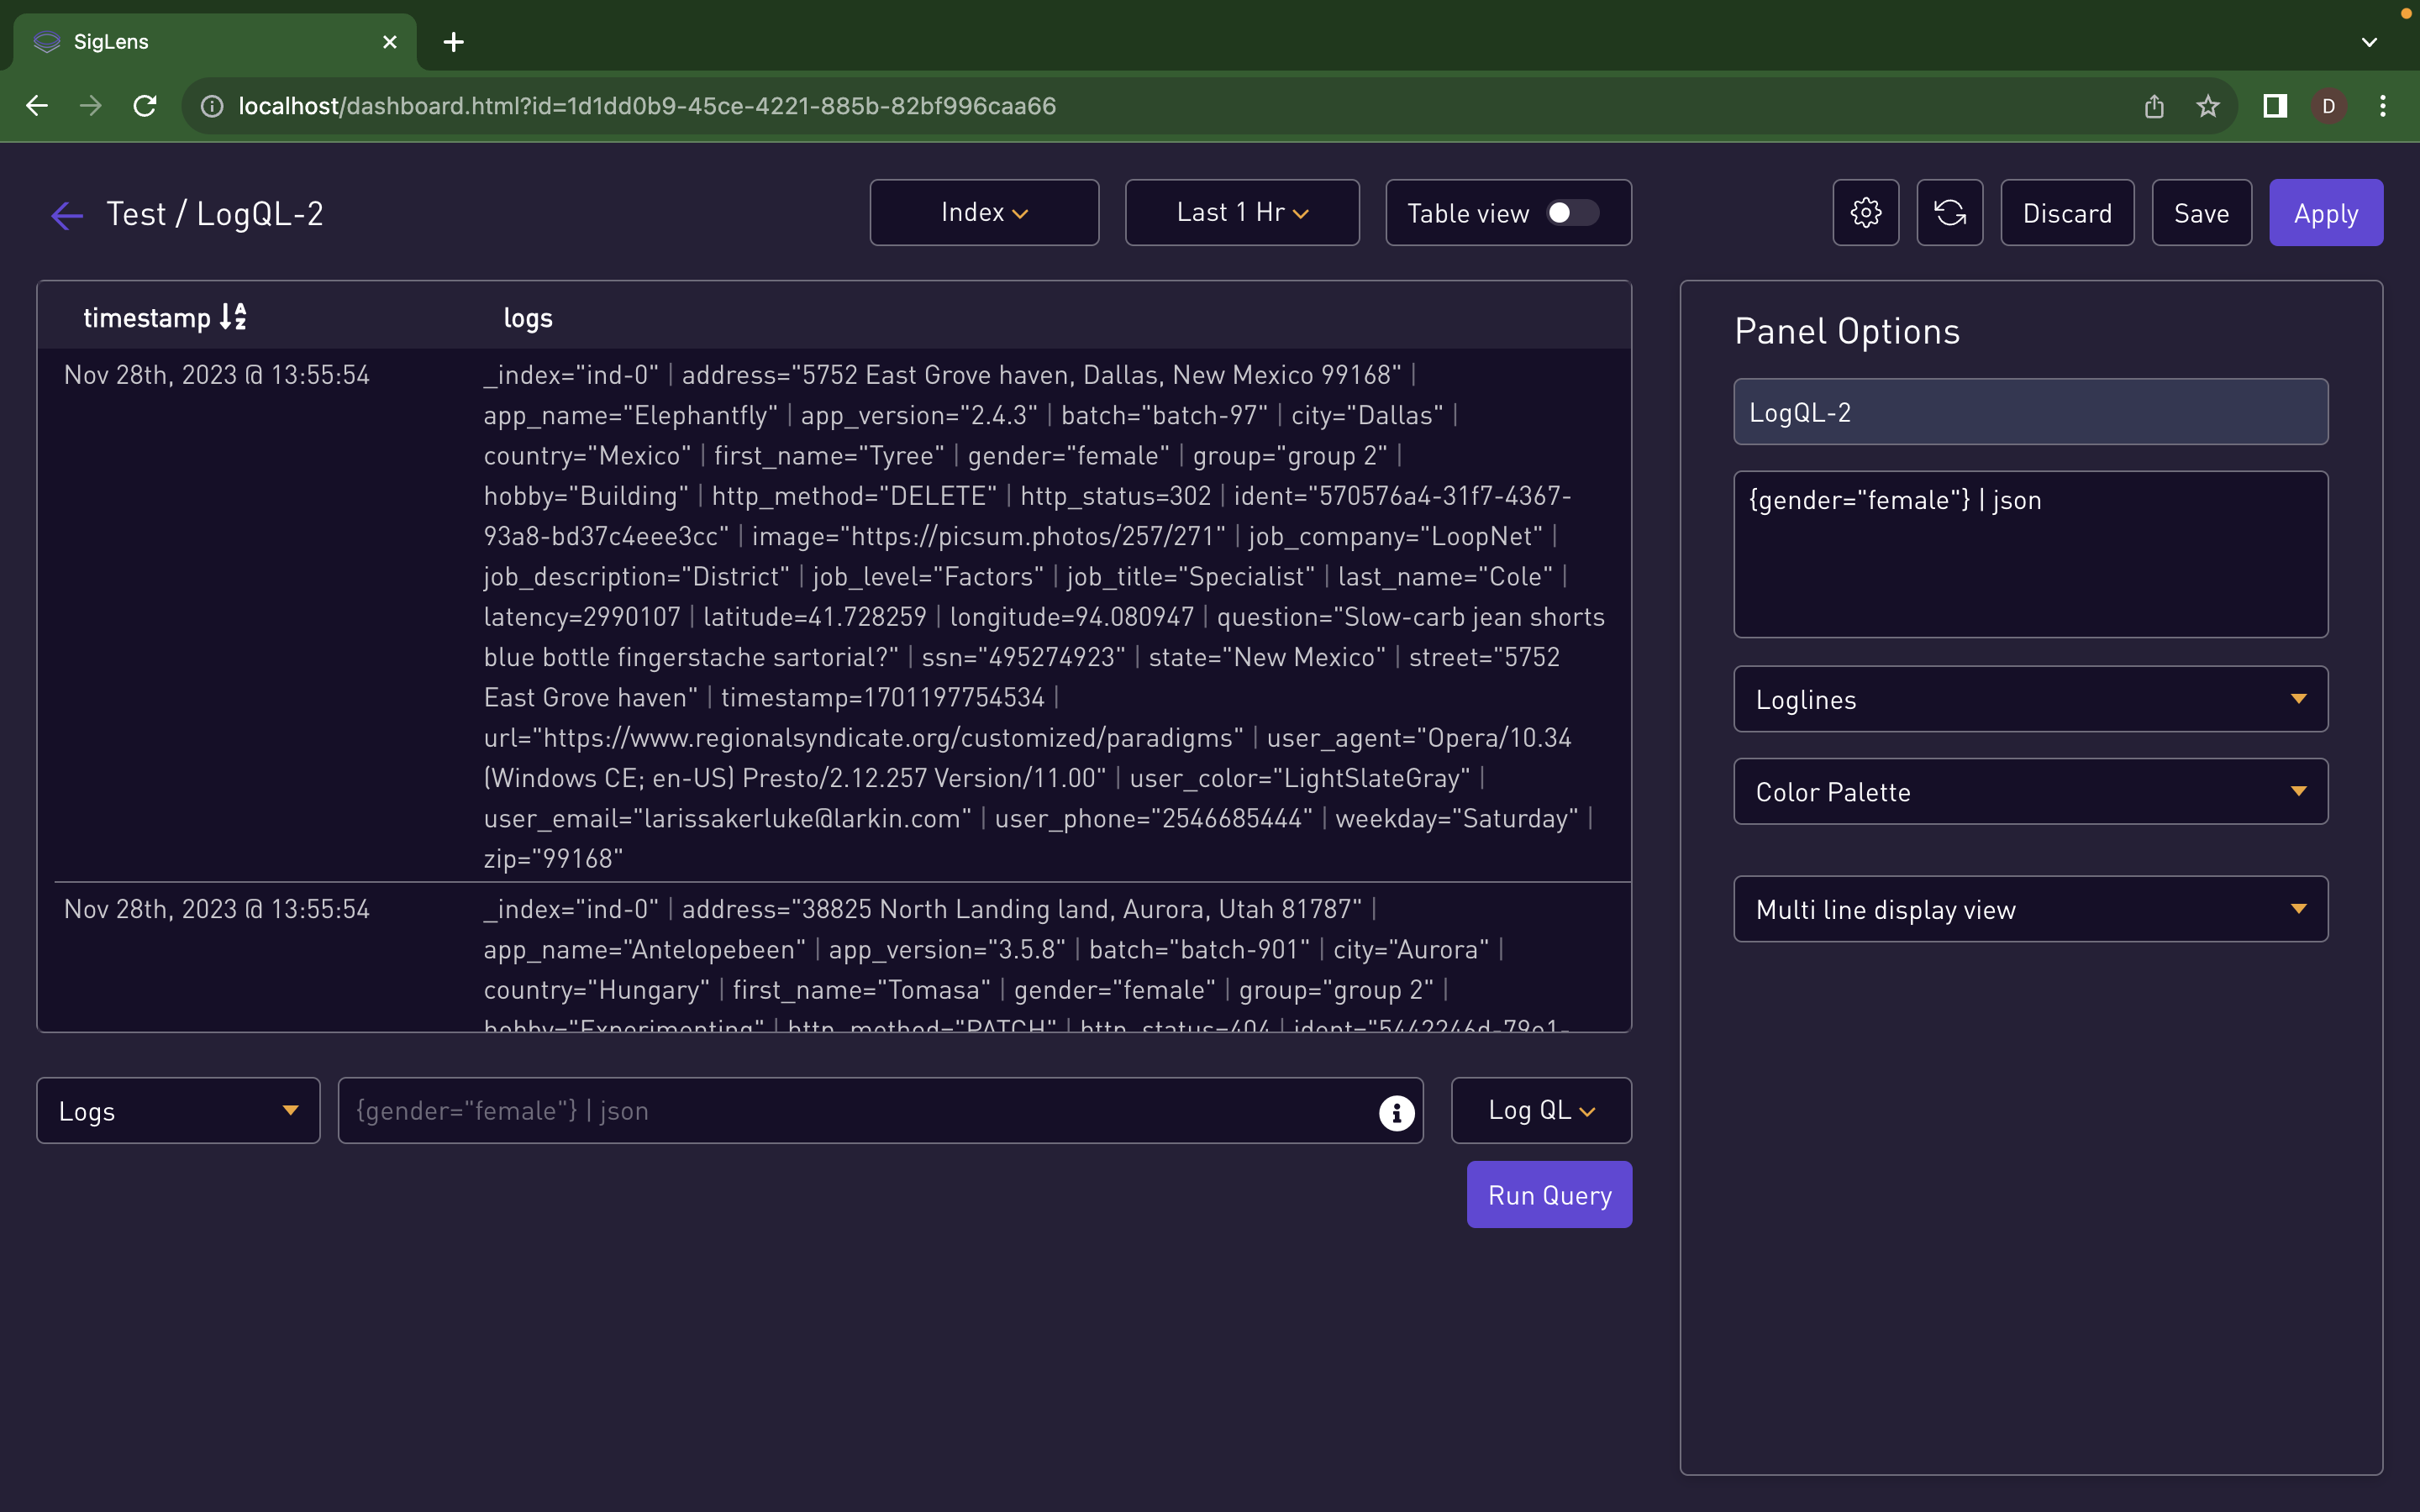 SigLens
localhost/dashboard.html?id=1d1dd0b9-45ce-4221-885b-82bf996caa66
D
Test / LogQL-2
Index
Last 1 Hr
Table view
Discard
Save
Apply
timestamp
logs
Nov 28th, 2023 @ 13:55:54
_index="ind-0" | address="5752 East Grove haven, Dallas, New Mexico 99168" |
app_name="Elephantfly" | app_version="2.4.3" | batch="batch-97" | city="Dallas" |
country="Mexico" | first_name="Tyree" | gender="female" | group="group 2" |
hobby="Building" | http_method="DELETE" | http_status=302 | ident="570576a4-31f7-4367-
93a8-bd37c4eee3cc" | image="https://picsum.photos/257/271" | job_company="LoopNet" |
job_description="District" | job_level="Factors" | job_title="Specialist" | last_name="Cole" |
latency=2990107 | latitude=41.728259 | longitude=94.080947 | question="Slow-carb jean shorts
blue bottle fingerstache sartorial?" | ssn="495274923" | state="New Mexico" | street="5752
East Grove haven" | timestamp=1701197754534 |
url="https://www.regionalsyndicate.org/customized/paradigms" | user_agent="Opera/10.34
(Windows CE; en-US) Presto/2.12.257 Version/11.00" | user_color="LightSlateGray" |
user_email="larissakerluke@larkin.com" | user_phone="2546685444" | weekday="Saturday" |
zip="99168"
Nov 28th, 2023 @ 13:55:54
_index="ind-0" | address="38825 North Landing land, Aurora, Utah 81787" |
app_name="Antelopebeen" | app_version="3.5.8" | batch="batch-901" | city="Aurora" |
country="Hungary" | first_name="Tomasa" | gender="female" | group="group 2" |
hobby="Experimenting" | http_method="PATCH" | http_status=404 | ident="5442246d-79e1-
Logs
{gender="female"} | json
Log QL
Run Query
Panel Options
LogQL-2
{gender="female"} | json
Loglines
Color Palette
Multi line display view